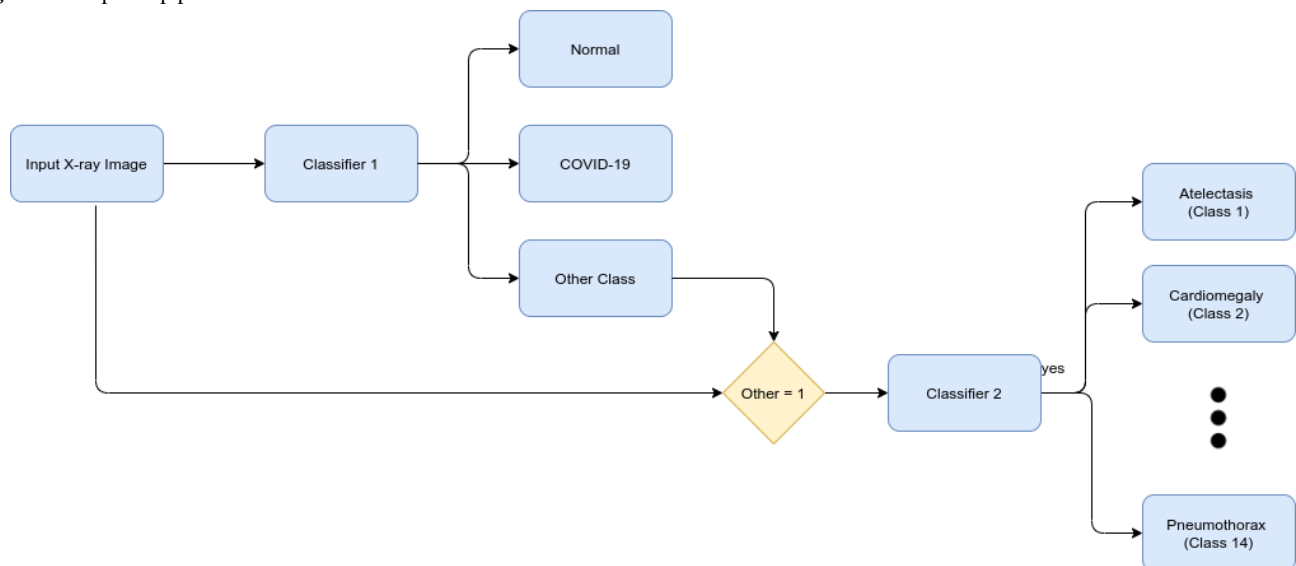 Normal
Input X-ray Image
Classifier 1
COVID-19
Other Class
Atelectasis
(Class 1)
Cardiomegaly
(Class 2)
Other = 1
Classifier 2
yes
Pneumothorax
(Class 14)